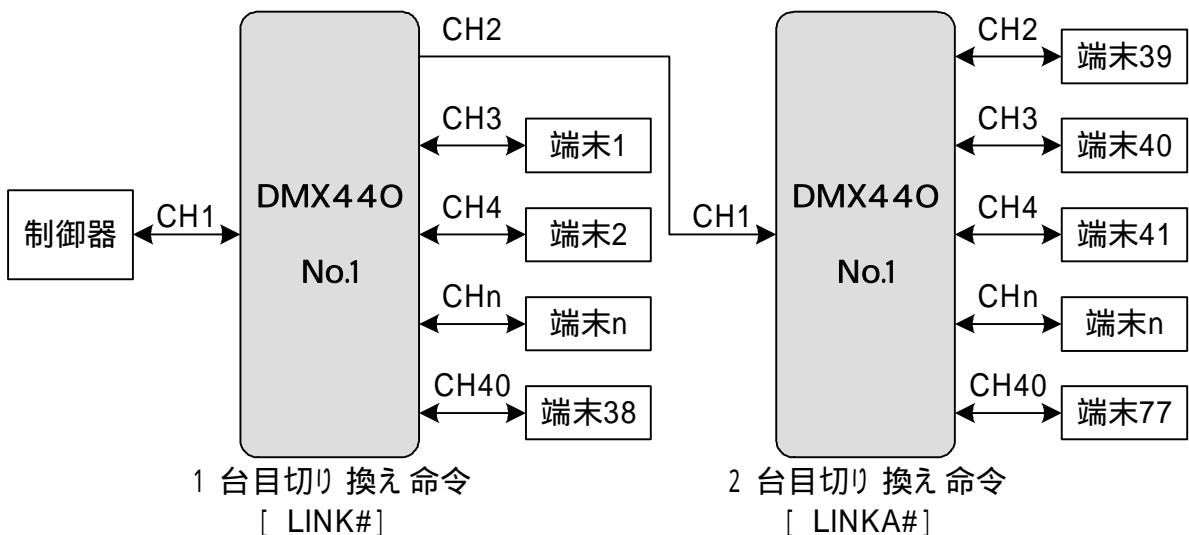 制御器
CH1
DMX440
No.1
CH2
CH3
端末1
CH4
端末2
CHn
端末n
CH40
端末38
1 台目切り 換え 命令
[ LINK#]
CH1
DMX440
No.1
CH2
端末39
CH3
端末40
CH4
端末41
CHn
端末n
CH40
端末77
2 台目切り 換え 命令
[ LINKA#]